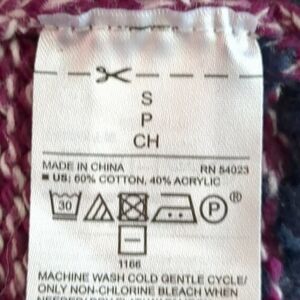 S
P
CH
MADE IN CHINA RN 54023
■ US: 60% COTTON, 40% ACRYLIC
30 P ®
1166
MACHINE WASH COLD GENTLE CYCLE/
ONLY NON-CHLORINE BLEACH WHEN